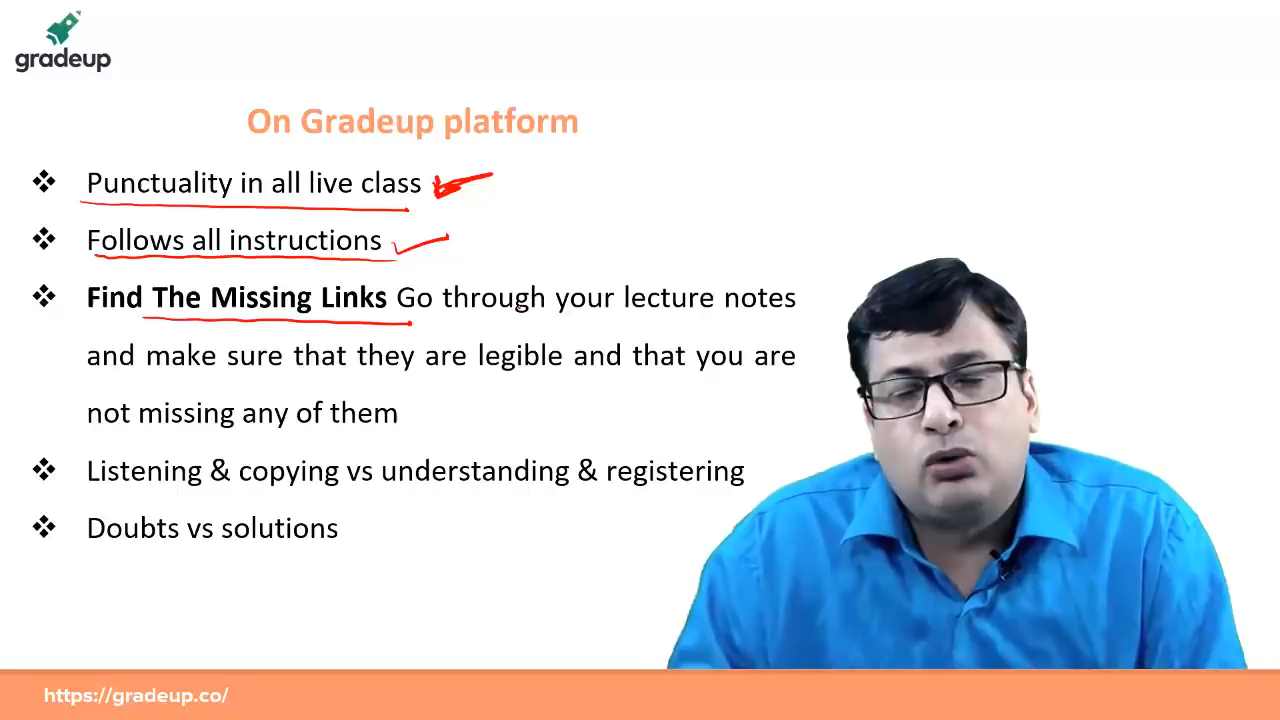 gradeup
On Gradeup platform
❖ Punctuality in all live class
❖ Follows all instructions
❖ Find The Missing Links Go through your lecture notes
and make sure that they are legible and that you are
not missing any of them
❖ Listening & copying vs understanding & registering
❖ Doubts vs solutions
https://gradeup.co/